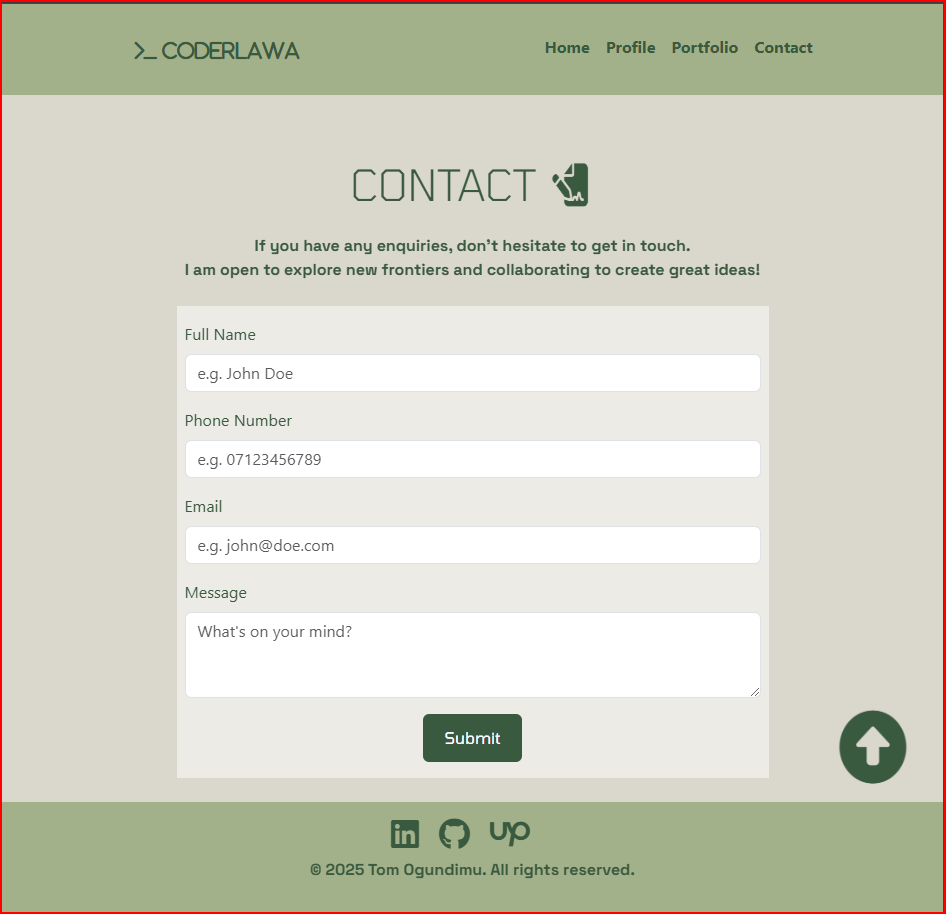 >_ CODERLAWA
Home Profile Portfolio Contact
CONTACT
If you have any enquiries, don't hesitate to get in touch.
I am open to explore new frontiers and collaborating to create great ideas!
Full Name
e.g. John Doe
Phone Number
e.g. 07123456789
Email
e.g. john@doe.com
Message
What's on your mind?
Submit
in up
© 2025 Tom Ogundimu. All rights reserved.